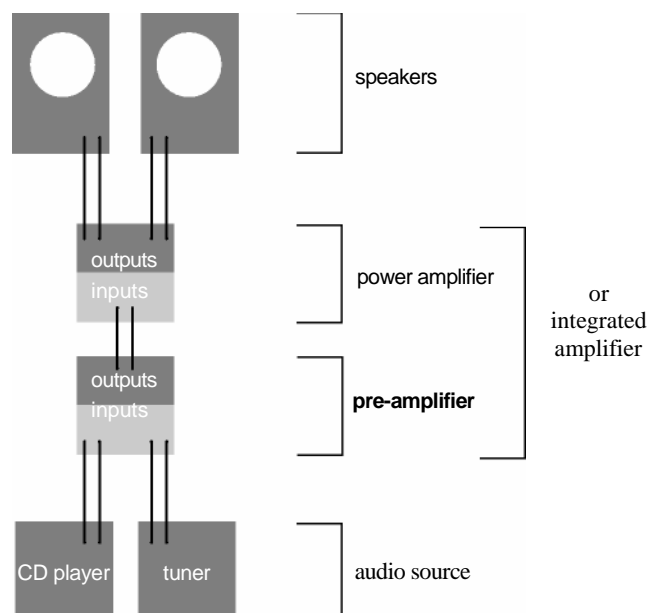 speakers
outputs
inputs
power amplifier
or
integrated
amplifier
outputs
inputs
pre-amplifier
CD player
tuner
audio source